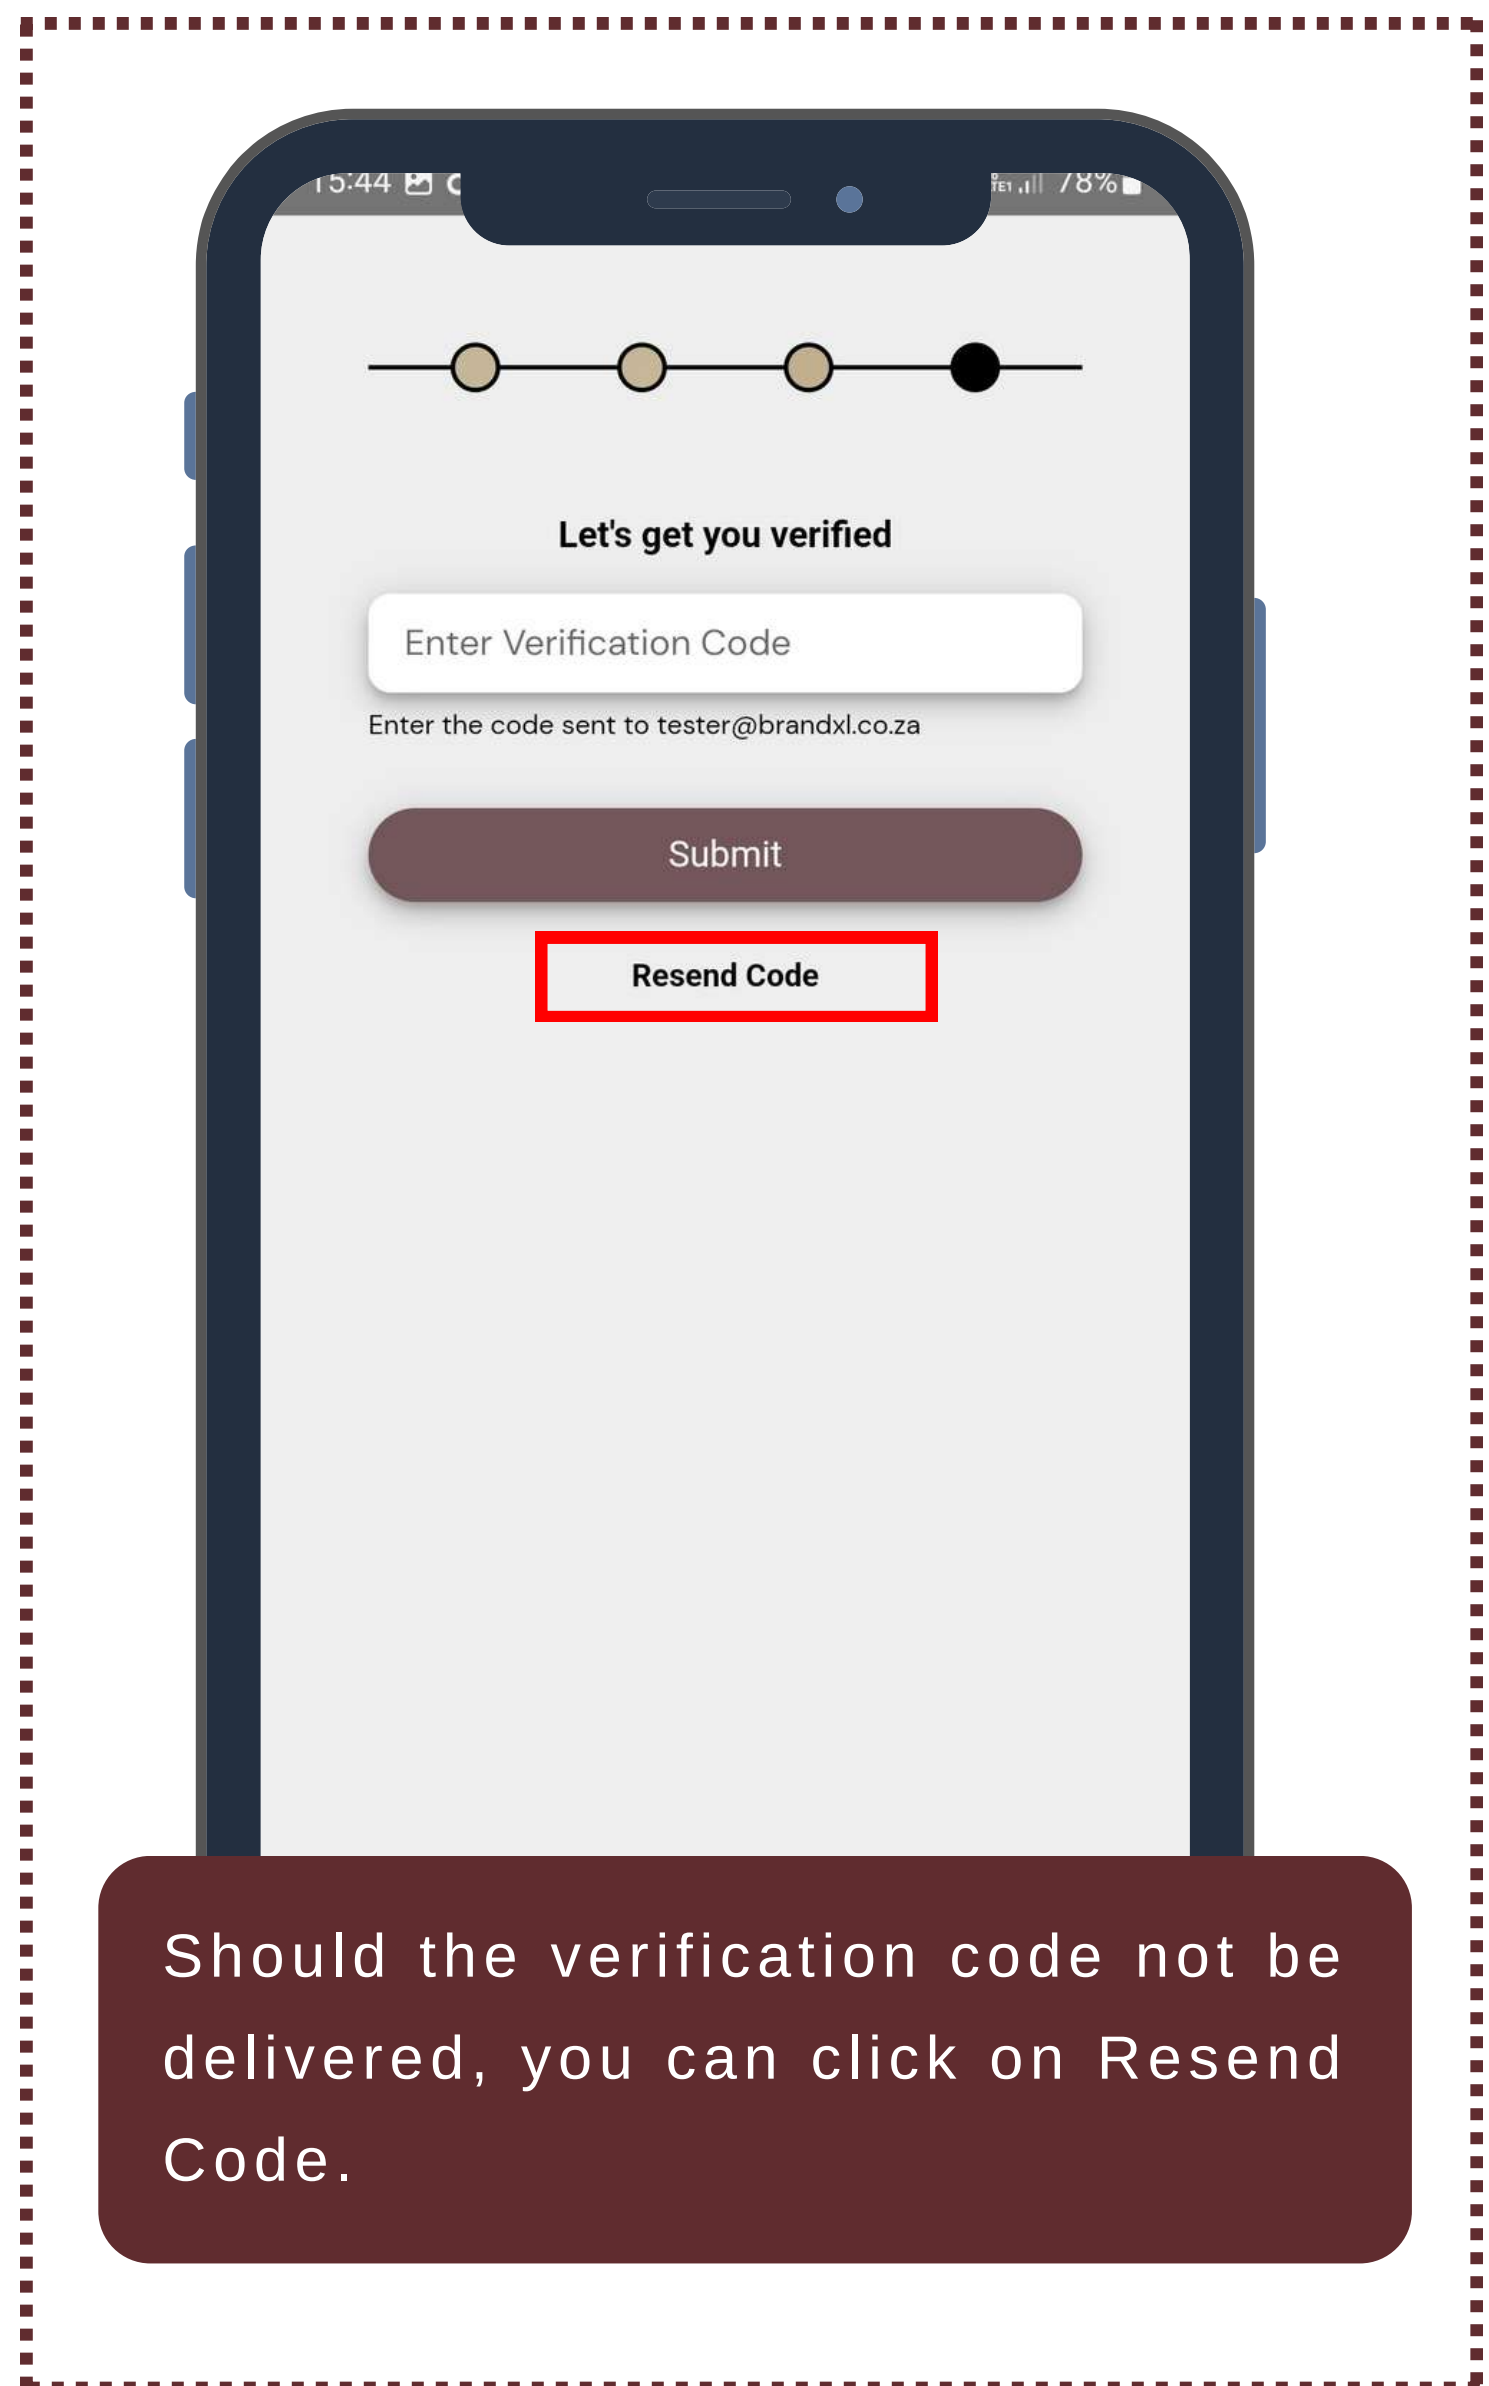 15:44
78%
Let's get you verified
Enter Verification Code
Enter the code sent to tester@brandxl.co.za
Submit
Resend Code
Should the verification code not be
delivered, you can click on Resend
Code.